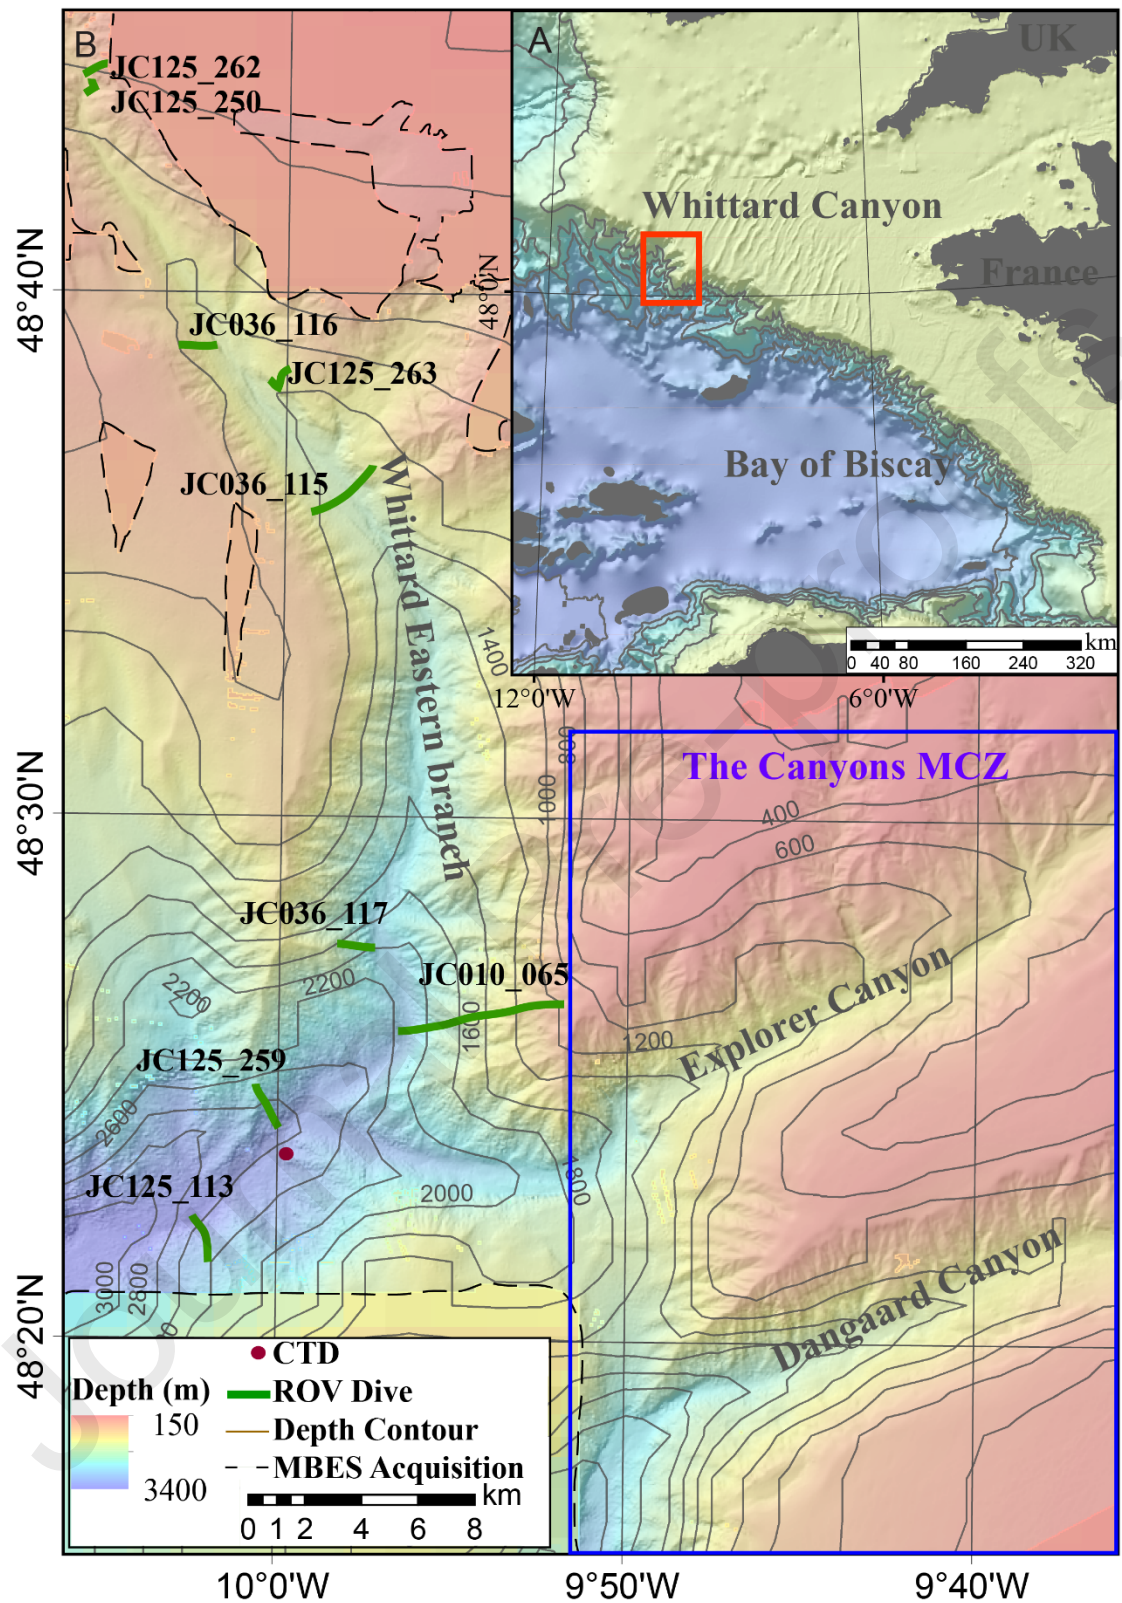 B
JC125_262
JC125_250
A
UK
Whittard Canyon
France
Bay of Biscay
48°0'N
km
0 40 80 160 240 320
12°0'W
6°0'W
48°40'N
JC036_116
JC125_263
JC036_115
Whittard Eastern branch
1400
800
1000
The Canyons MCZ
400
600
48°30'N
JC036_117
2200
2200
JC010_065
1600
1200
Explorer Canyon
JC125_259
2600
JC125_113
2000
1800
Dangaard Canyon
3000
2800
48°20'N
CTD
Depth (m)
ROV Dive
150
Depth Contour
MBES Acquisition
3400
km
0 1 2 4 6 8
10°0'W
9°50'W
9°40'W